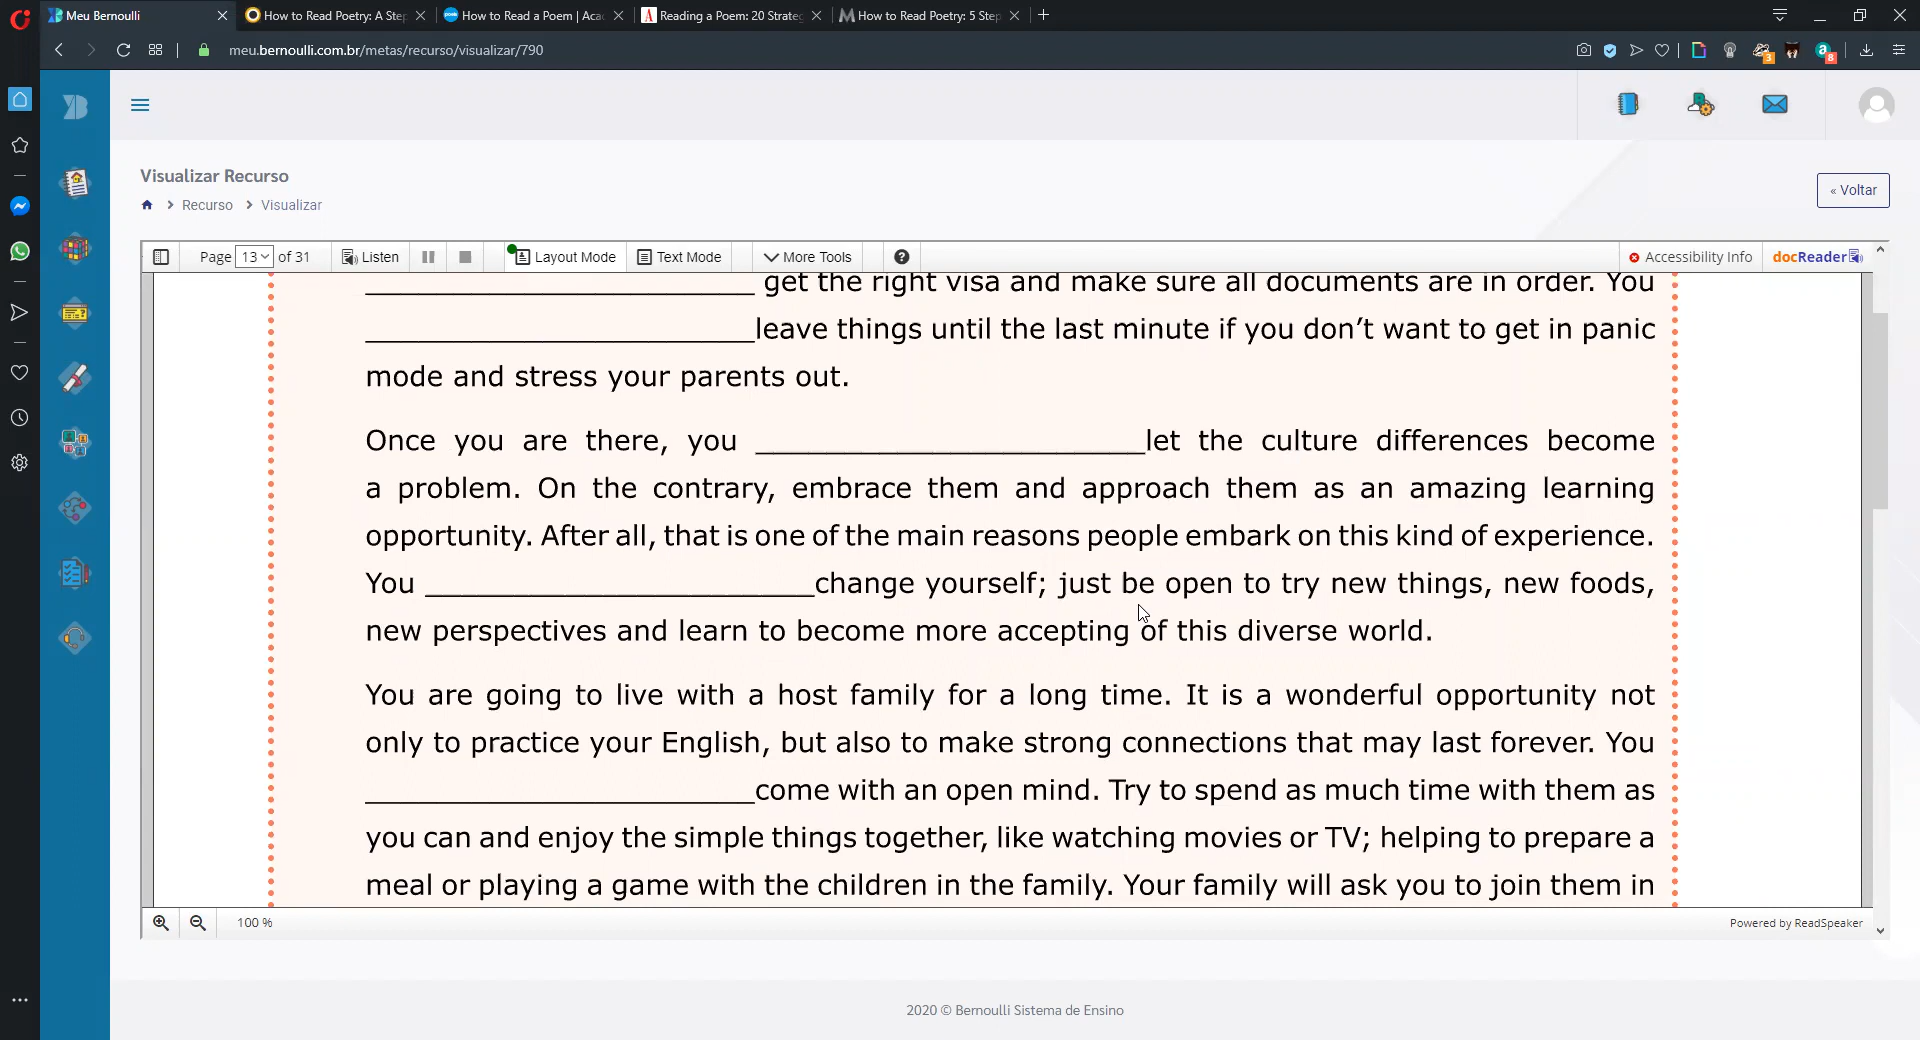 Meu Bernoulli
How to Read Poetry: A Step
How to Read a Poem | Aca
Reading a Poem: 20 Strate
How to Read Poetry: 5 Step
meu.bernoulli.com.br/metas/recurso/visualizar/790
3
8
Visualizar Recurso
« Voltar
Recurso
Visualizar
Page 13 of 31
Listen
Layout Mode
Text Mode
More Tools
Accessibility Info
docReader
______________________ get the right visa and make sure all documents are in order. You
______________________leave things until the last minute if you don’t want to get in panic
mode and stress your parents out.
Once you are there, you ______________________let the culture differences become
a problem. On the contrary, embrace them and approach them as an amazing learning
opportunity. After all, that is one of the main reasons people embark on this kind of experience.
You ______________________change yourself; just be open to try new things, new foods,
new perspectives and learn to become more accepting of this diverse world.
You are going to live with a host family for a long time. It is a wonderful opportunity not
only to practice your English, but also to make strong connections that may last forever. You
______________________come with an open mind. Try to spend as much time with them as
you can and enjoy the simple things together, like watching movies or TV; helping to prepare a
meal or playing a game with the children in the family. Your family will ask you to join them in
100 %
Powered by ReadSpeaker
2020 © Bernoulli Sistema de Ensino